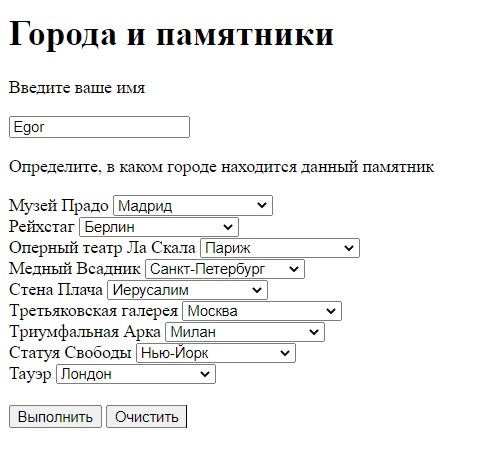 Города и памятники
Введите ваше имя
Egor
Определите, в каком городе находится данный памятник
Музей Прадо Мадрид
Рейхстаг Берлин
Оперный театр Ла Скала Париж
Медный Всадник Санкт-Петербург
Стена Плача Иерусалим
Третьяковская галерея Москва
Триумфальная Арка Милан
Статуя Свободы Нью-Йорк
Тауэр Лондон
Выполнить Очистить